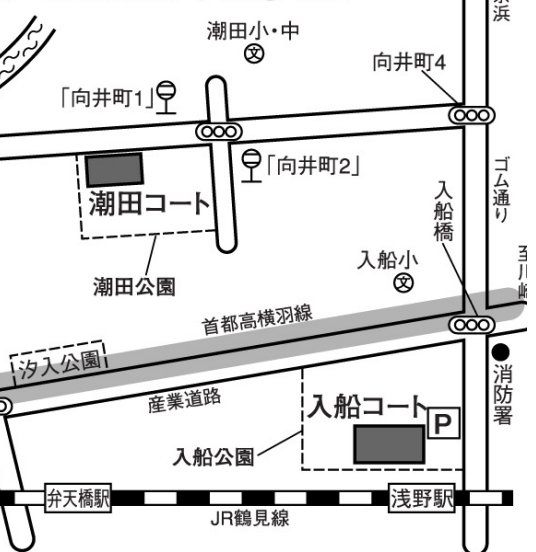 京浜
潮田小・中
文
向井町4
「向井町1」
「向井町2」
ゴム通り
潮田コート
入船橋
至川崎
潮田公園
入船小
文
首都高横羽線
汐入公園
産業道路
消防署
入船コート
P
入船公園
弁天橋駅
浅野駅
JR鶴見線